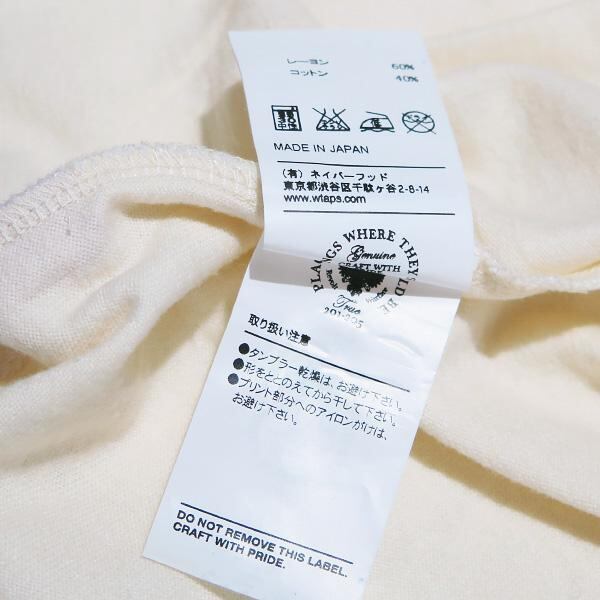 レーヨン 60%
コットン 40%
MADE IN JAPAN
(有) ネイバーフッド
東京都渋谷区千駄ヶ谷2-8-14
www.wtaps.com
PLACINGS WHERE THEY SHOULD BE
Genuine
CRAFT WITH
True
取り扱い注意
●タンブラー乾燥は、お避け下さい。
●形をととのえてから干して下さい。
●プリント部分へのアイロンがけは、
お避け下さい。
DO NOT REMOVE THIS LABEL.
CRAFT WITH PRIDE.